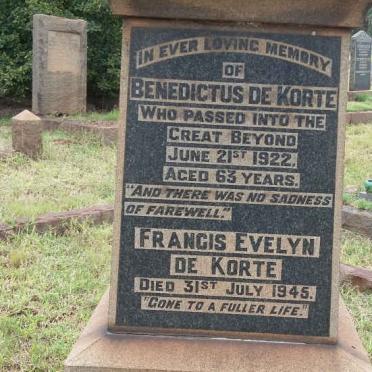 IN EVER LOVING MEMORY
OF
BENEDICTUS DE KORTE
WHO PASSED INTO THE
GREAT BEYOND
JUNE 21ST 1922.
AGED 63 YEARS.
"AND THERE WAS NO SADNESS
OF FAREWELL."
FRANCIS EVELYN
DE KORTE
DIED 31ST JULY 1945.
"GONE TO A FULLER LIFE."